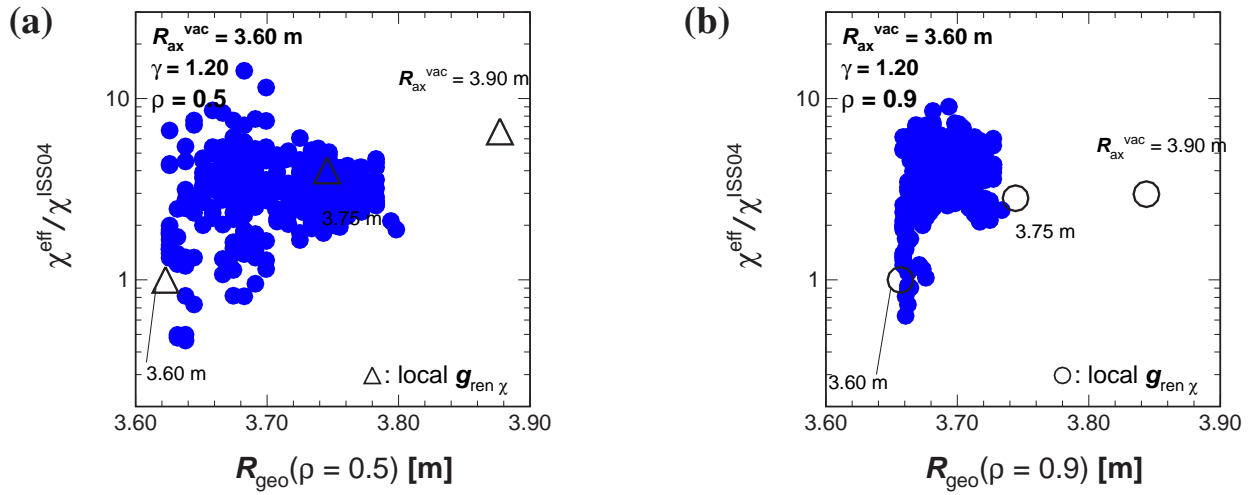 (a)
R_ax^vac = 3.60 m
γ = 1.20
ρ = 0.5
R_ax^vac = 3.90 m
3.75 m
3.60 m
△: local g_ren χ
10
1
χ^eff/χ^ISS04
3.60 3.70 3.80 3.90
R_geo(ρ = 0.5) [m]
(b)
R_ax^vac = 3.60 m
γ = 1.20
ρ = 0.9
R_ax^vac = 3.90 m
3.75 m
3.60 m
○: local g_ren χ
10
1
χ^eff/χ^ISS04
3.60 3.70 3.80 3.90
R_geo(ρ = 0.9) [m]